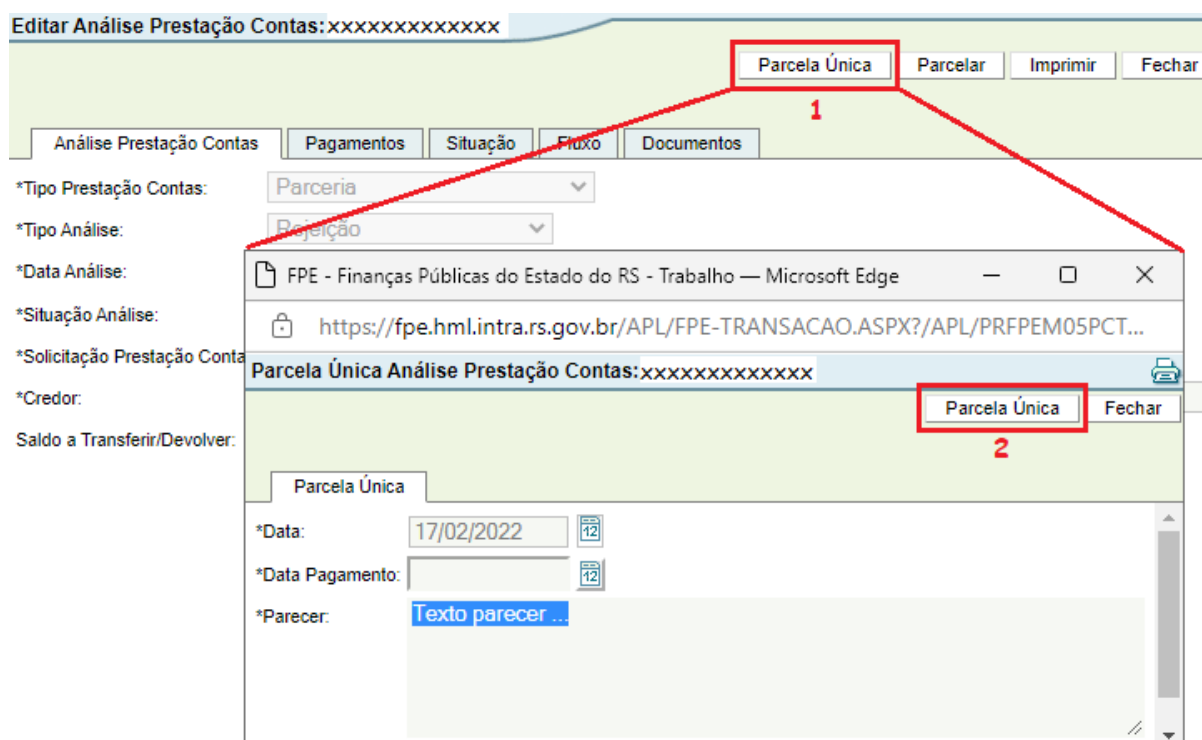 Editar Análise Prestação Contas: xxxxxxxxxxxxx
Parcela Única Parcelar Imprimir Fechar
1
Análise Prestação Contas Pagamentos Situação Fluxo Documentos
*Tipo Prestação Contas: Parceria
*Tipo Análise: Rejeição
*Data Análise:
*Situação Análise:
*Solicitação Prestação Conta
*Credor:
Saldo a Transferir/Devolver:
FPE - Finanças Públicas do Estado do RS - Trabalho — Microsoft Edge
https://fpe.hml.intra.rs.gov.br/APL/FPE-TRANSACAO.ASPX?/APL/PRFPEM05PCT...
Parcela Única Análise Prestação Contas: xxxxxxxxxxxxx
Parcela Única Fechar
2
Parcela Única
*Data: 17/02/2022 12
*Data Pagamento: 12
*Parecer: Texto parecer ...